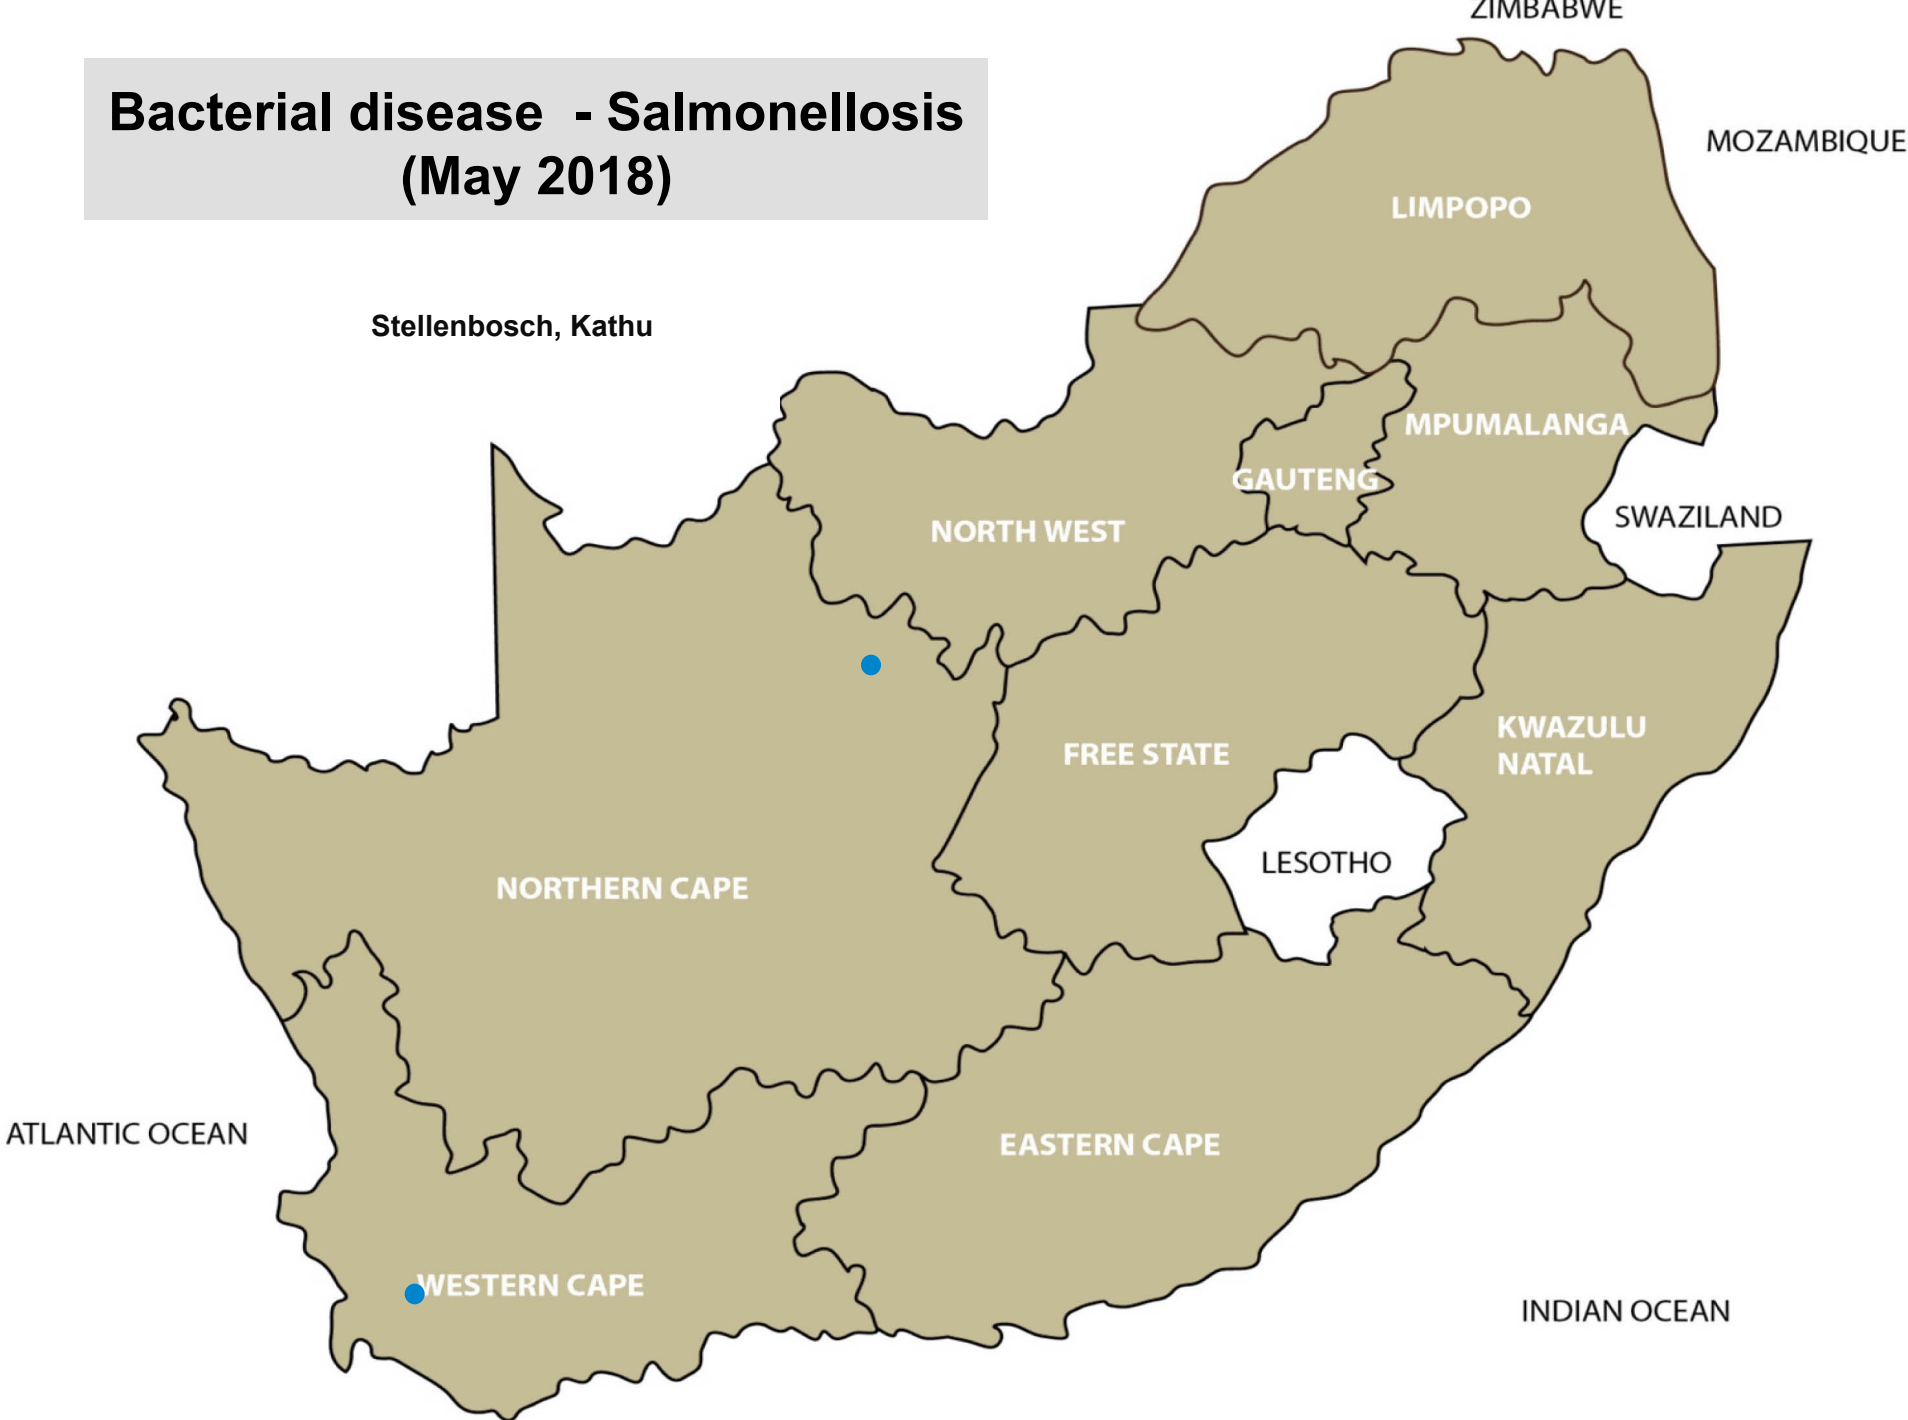 ZIMBABWE
Bacterial disease - Salmonellosis
(May 2018)
MOZAMBIQUE
LIMPOPO
Stellenbosch, Kathu
MPUMALANGA
GAUTENG
SWAZILAND
NORTH WEST
KWAZULU
NATAL
FREE STATE
LESOTHO
NORTHERN CAPE
ATLANTIC OCEAN
EASTERN CAPE
WESTERN CAPE
INDIAN OCEAN